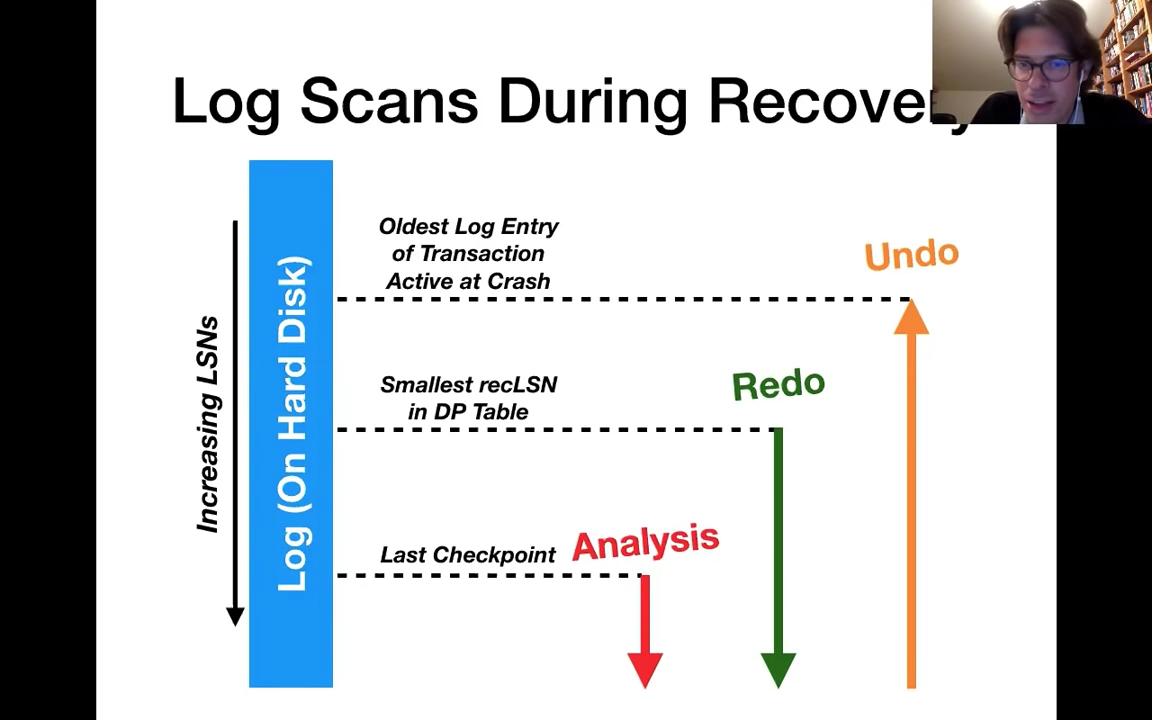 Log Scans During Recovery
Oldest Log Entry
of Transaction
Active at Crash
Undo
Smallest recLSN
in DP Table
Redo
Last Checkpoint
Analysis
Increasing LSNs
Log (On Hard Disk)